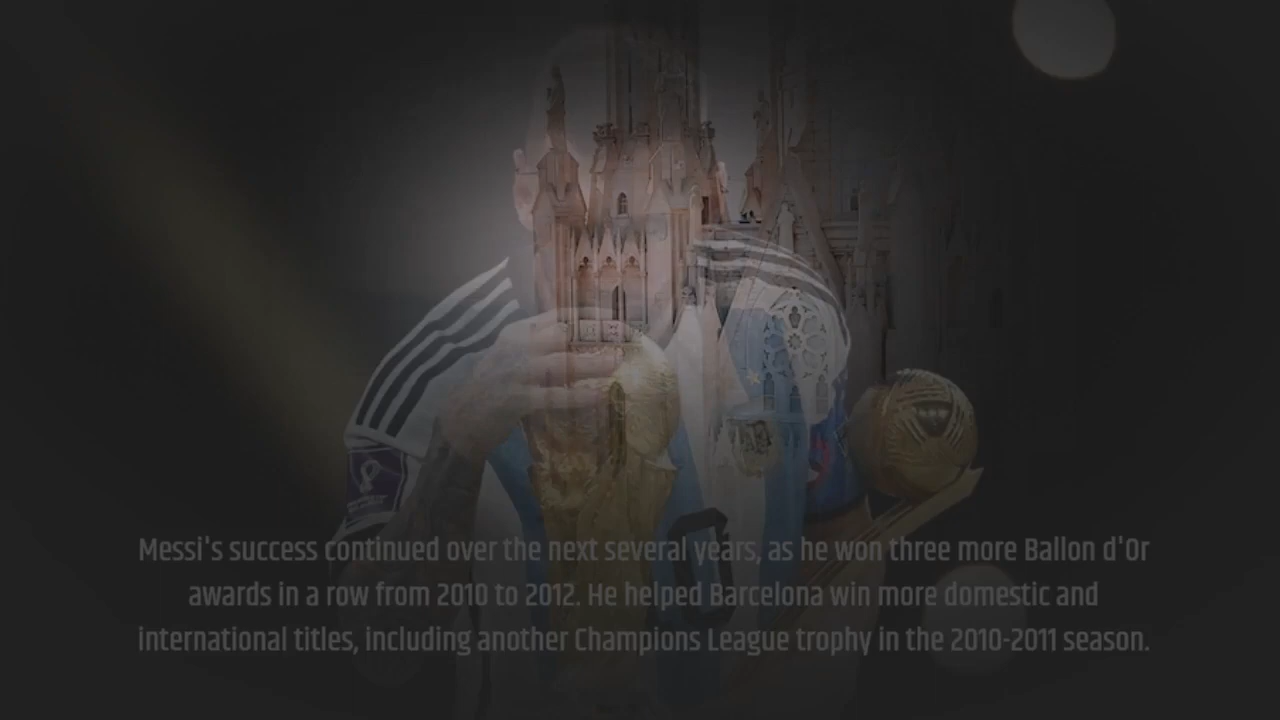 Messi's success continued over the next several years, as he won three more Ballon d'Or
awards in a row from 2010 to 2012. He helped Barcelona win more domestic and
international titles, including another Champions League trophy in the 2010-2011 season.